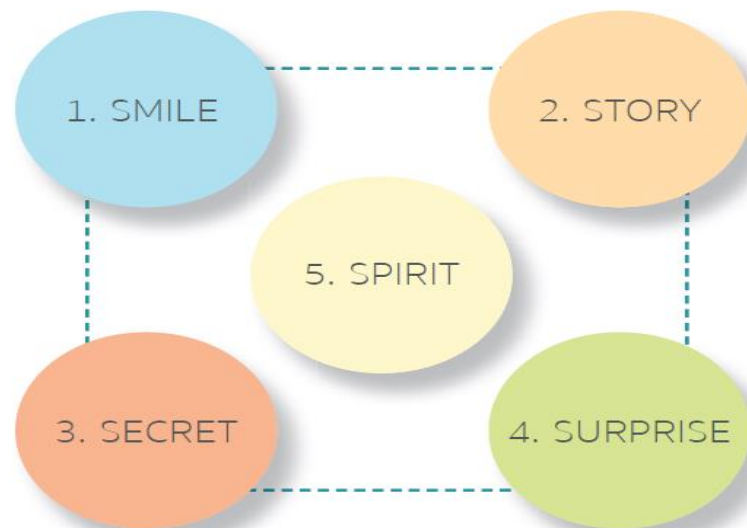 1. SMILE
2. STORY
5. SPIRIT
3. SECRET
4. SURPRISE